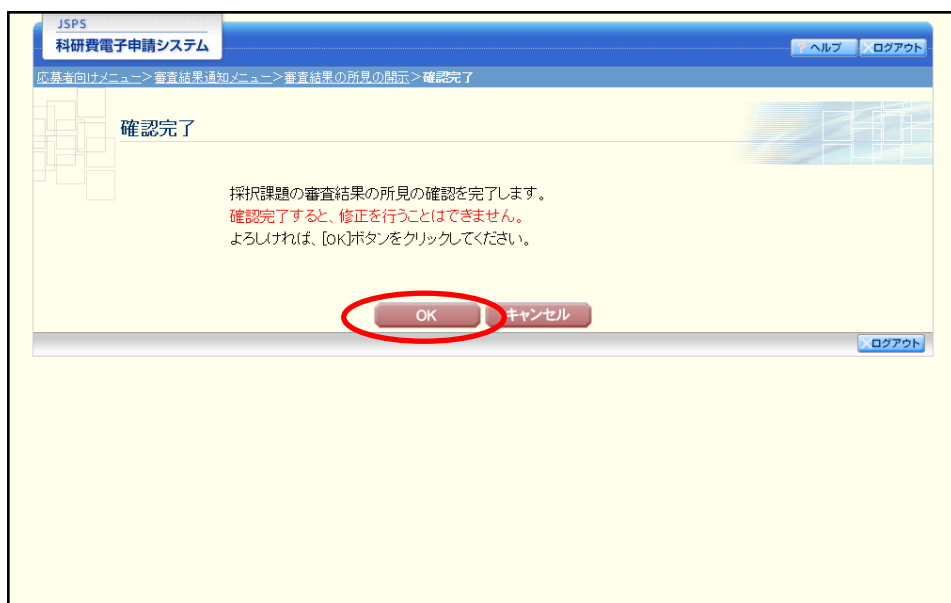 JSPS
科研費電子申請システム
? ヘルプ
ログアウト
応募者向けメニュー>審査結果通知メニュー>審査結果の所見の開示>確認完了
確認完了
採択課題の審査結果の所見の確認を完了します。
確認完了すると、修正を行うことはできません。
よろしければ、[OK]ボタンをクリックしてください。
OK
キャンセル
ログアウト